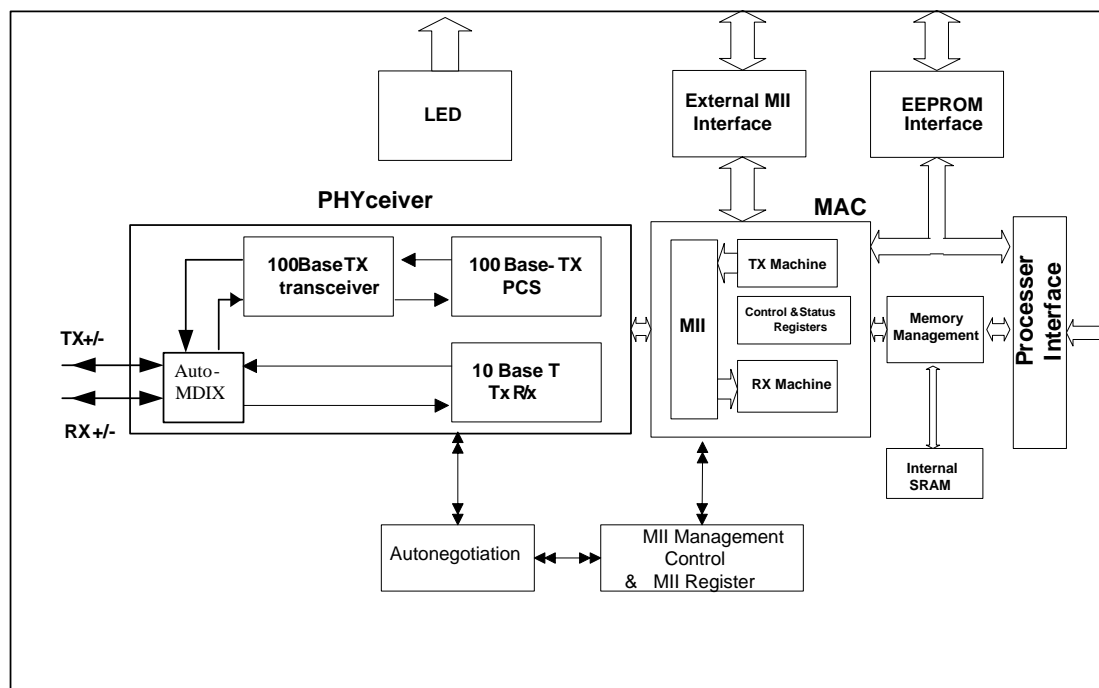 LED
External MII
Interface
EEPROM
Interface
PHYceiver
MAC
100Base TX
transceiver
100 Base- TX
PCS
TX Machine
MII
Control & Status
Registers
Memory
Management
Processer
Interface
TX+/-
Auto-
MDIX
10 Base T
Tx R/x
RX Machine
RX +/-
Internal
SRAM
Autonegotiation
MII Management
Control
& MII Register